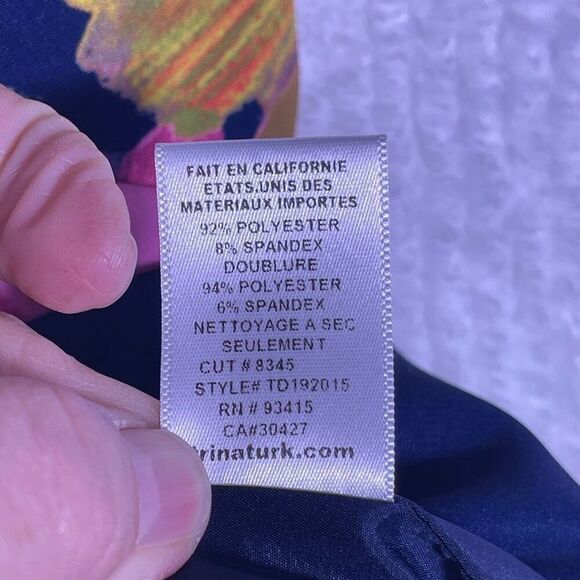 FAIT EN CALIFORNIE
ETATS.UNIS DES
MATERIAUX IMPORTES
92% POLYESTER
8% SPANDEX
DOUBLURE
94% POLYESTER
6% SPANDEX
NETTOYAGE A SEC
SEULEMENT
CUT # 8345
STYLE# TD192015
RN # 93415
CA#30427
trinaturk.com